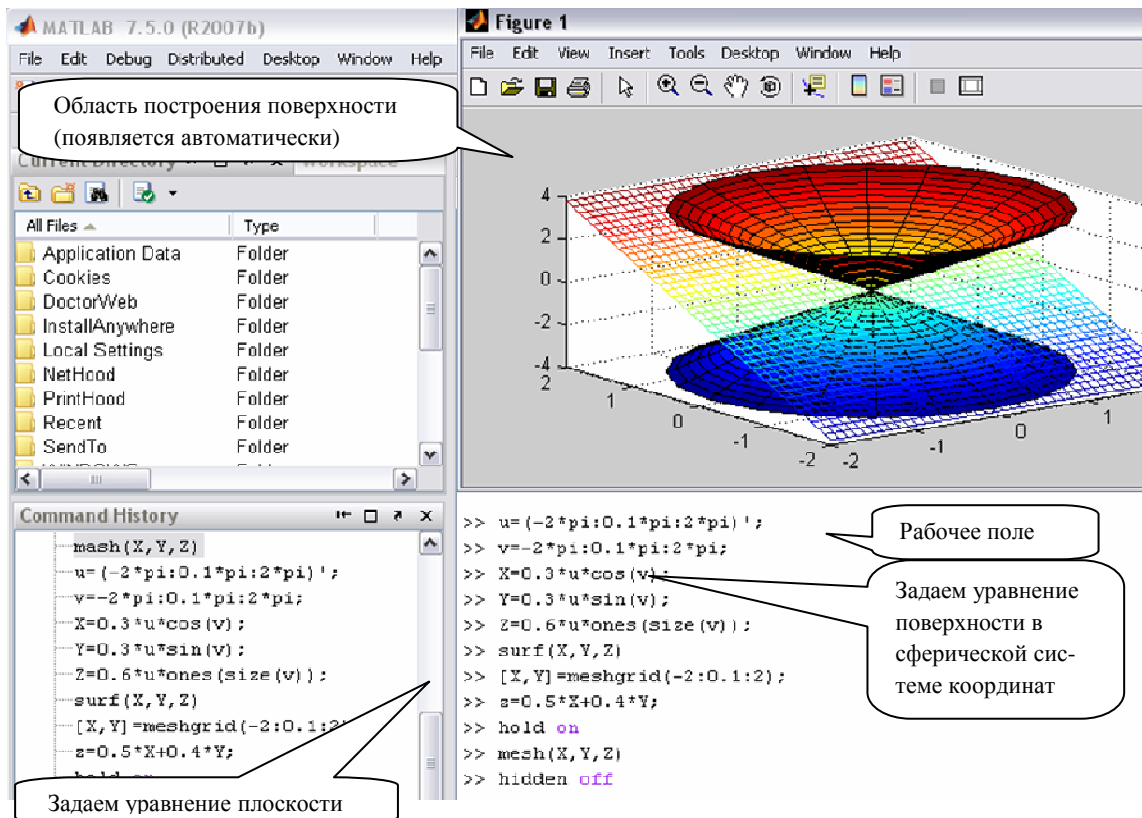 MATLAB 7.5.0 (R2007b)
File Edit Debug Distributed Desktop Window Help
Область построения поверхности
(появляется автоматически)
Current Directory
Workspace
All Files Type
Application Data Folder
Cookies Folder
DoctorWeb Folder
InstallAnywhere Folder
Local Settings Folder
NetHood Folder
PrintHood Folder
Recent Folder
SendTo Folder
Command History
mash(X,Y,Z)
u=(-2*pi:0.1*pi:2*pi)';
v=-2*pi:0.1*pi:2*pi;
X=0.3*u*cos(v);
Y=0.3*u*sin(v);
Z=0.6*u*ones(size(v));
surf(X,Y,Z)
[X,Y]=meshgrid(-2:0.1:2
z=0.5*X+0.4*Y;
Задаем уравнение плоскости
Figure 1
File Edit View Insert Tools Desktop Window Help
4
2
0
-2
-4
2
1
0
-1
-2
-2
-1
0
1
>> u=(-2*pi:0.1*pi:2*pi)';
>> v=-2*pi:0.1*pi:2*pi;
>> X=0.3*u*cos(v);
>> Y=0.3*u*sin(v);
>> Z=0.6*u*ones(size(v));
>> surf(X,Y,Z)
>> [X,Y]=meshgrid(-2:0.1:2);
>> z=0.5*X+0.4*Y;
>> hold on
>> mesh(X,Y,Z)
>> hidden off
Рабочее поле
Задаем уравнение
поверхности в
сферической сис-
теме координат